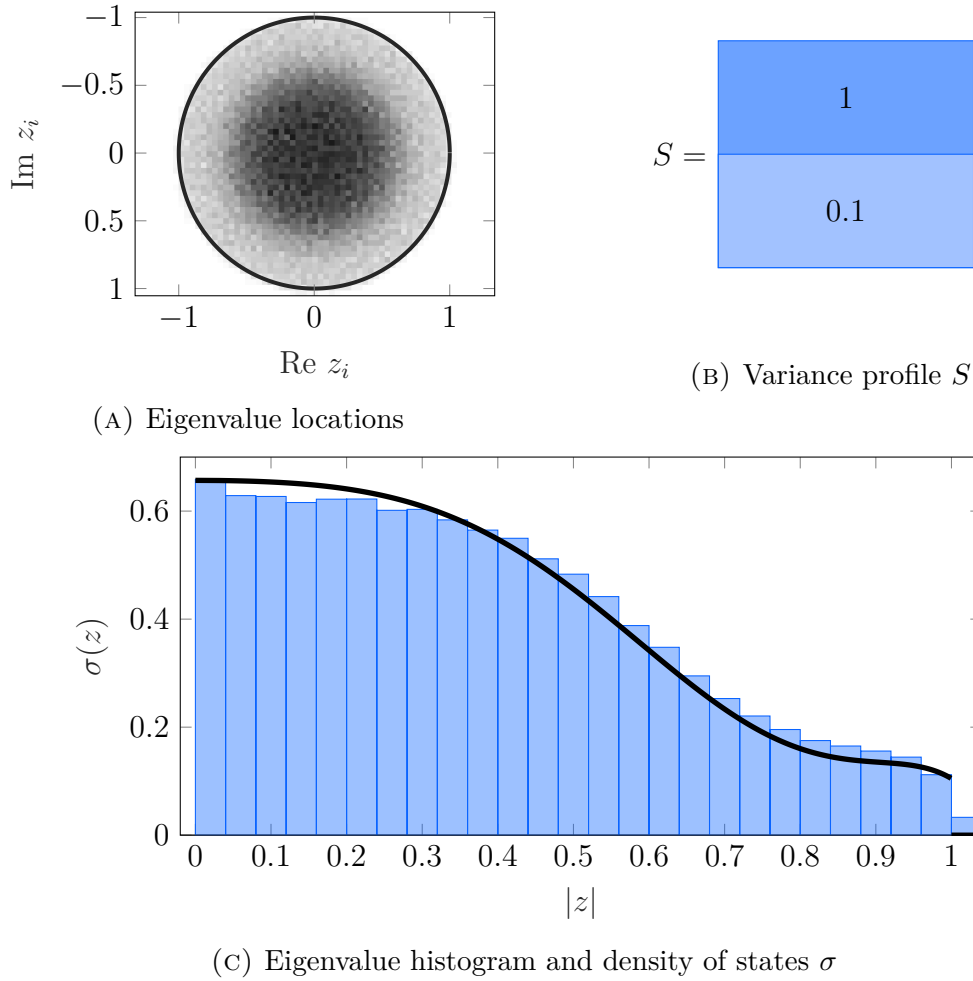 −1
−0.5
0
0.5
1
Im z_i
−1 0 1
Re z_i
(A) Eigenvalue locations
S =
1
0.1
(B) Variance profile S
0.6
0.4
0.2
0
σ(z)
0 0.1 0.2 0.3 0.4 0.5 0.6 0.7 0.8 0.9 1
|z|
(C) Eigenvalue histogram and density of states σ